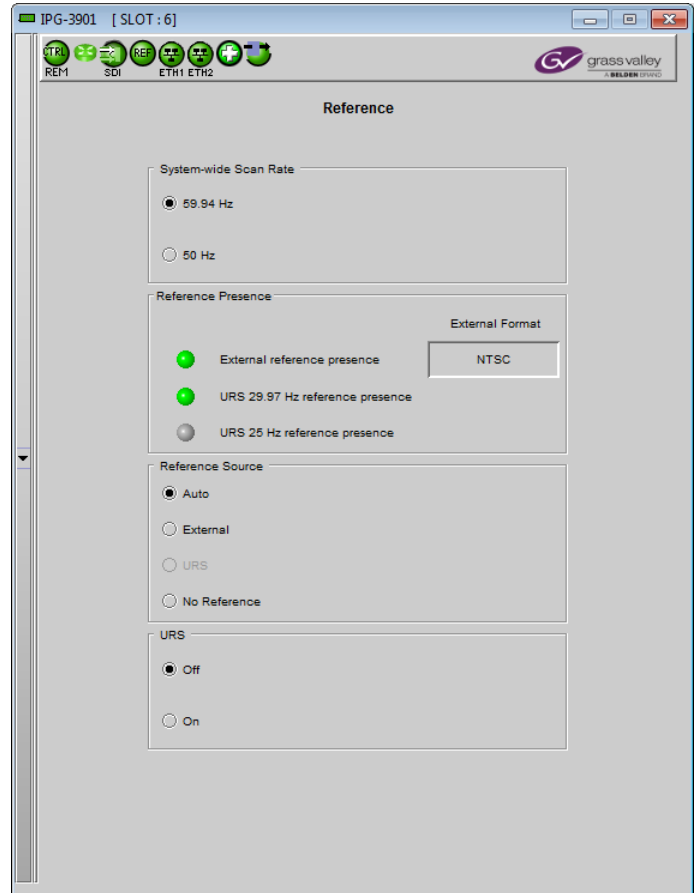 IPG-3901 [ SLOT : 6]
CTRL REF
REM SDI ETH1 ETH2
GV grassvalley
A BELDEN BRAND
Reference
System-wide Scan Rate
59.94 Hz
50 Hz
Reference Presence
External Format
External reference presence NTSC
URS 29.97 Hz reference presence
URS 25 Hz reference presence
Reference Source
Auto
External
URS
No Reference
URS
Off
On